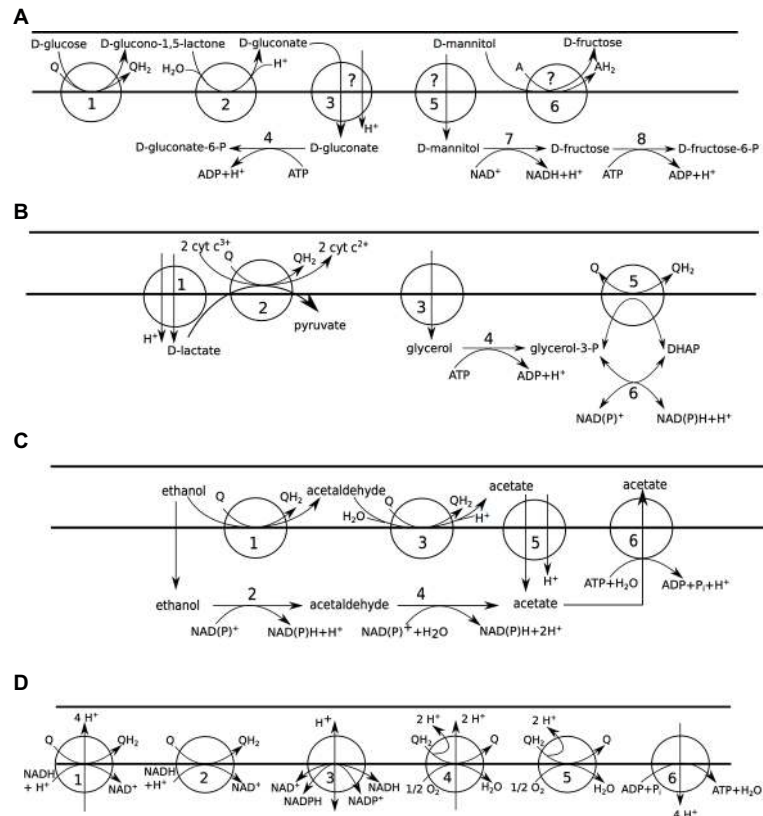 A
D-glucose D-glucono-1,5-lactone D-gluconate D-mannitol D-fructose
Q QH₂ H₂O H⁺ ? ? A ? AH₂
1 2 3 5 6
H⁺
D-gluconate-6-P 4 D-gluconate D-mannitol 7 D-fructose 8 D-fructose-6-P
ADP+H⁺ ATP NAD⁺ NADH+H⁺ ATP ADP+H⁺
B
2 cyt c³⁺ 2 cyt c²⁺
Q QH₂ Q QH₂
1 2 3 5
pyruvate
H⁺ D-lactate glycerol 4 glycerol-3-P DHAP
ATP ADP+H⁺
6
NAD(P)⁺ NAD(P)H+H⁺
C
ethanol Q QH₂ acetaldehyde Q QH₂ acetate acetate
H₂O H⁺
1 3 5 6
H⁺ ATP+H₂O ADP+Pᵢ+H⁺
ethanol 2 acetaldehyde 4 acetate
NAD(P)⁺ NAD(P)H+H⁺ NAD(P)⁺+H₂O NAD(P)H+2H⁺
D
4 H⁺ H⁺ 2 H⁺ 2 H⁺ 2 H⁺
Q QH₂ Q QH₂ QH₂ Q QH₂ Q
NADH + H⁺ 1 NAD⁺ NADH +H⁺ 2 NAD⁺ NAD⁺ 3 NADH 1/2 O₂ 4 H₂O 1/2 O₂ 5 H₂O ADP+Pᵢ 6 ATP+H₂O
NADPH NADP⁺
4 H⁺